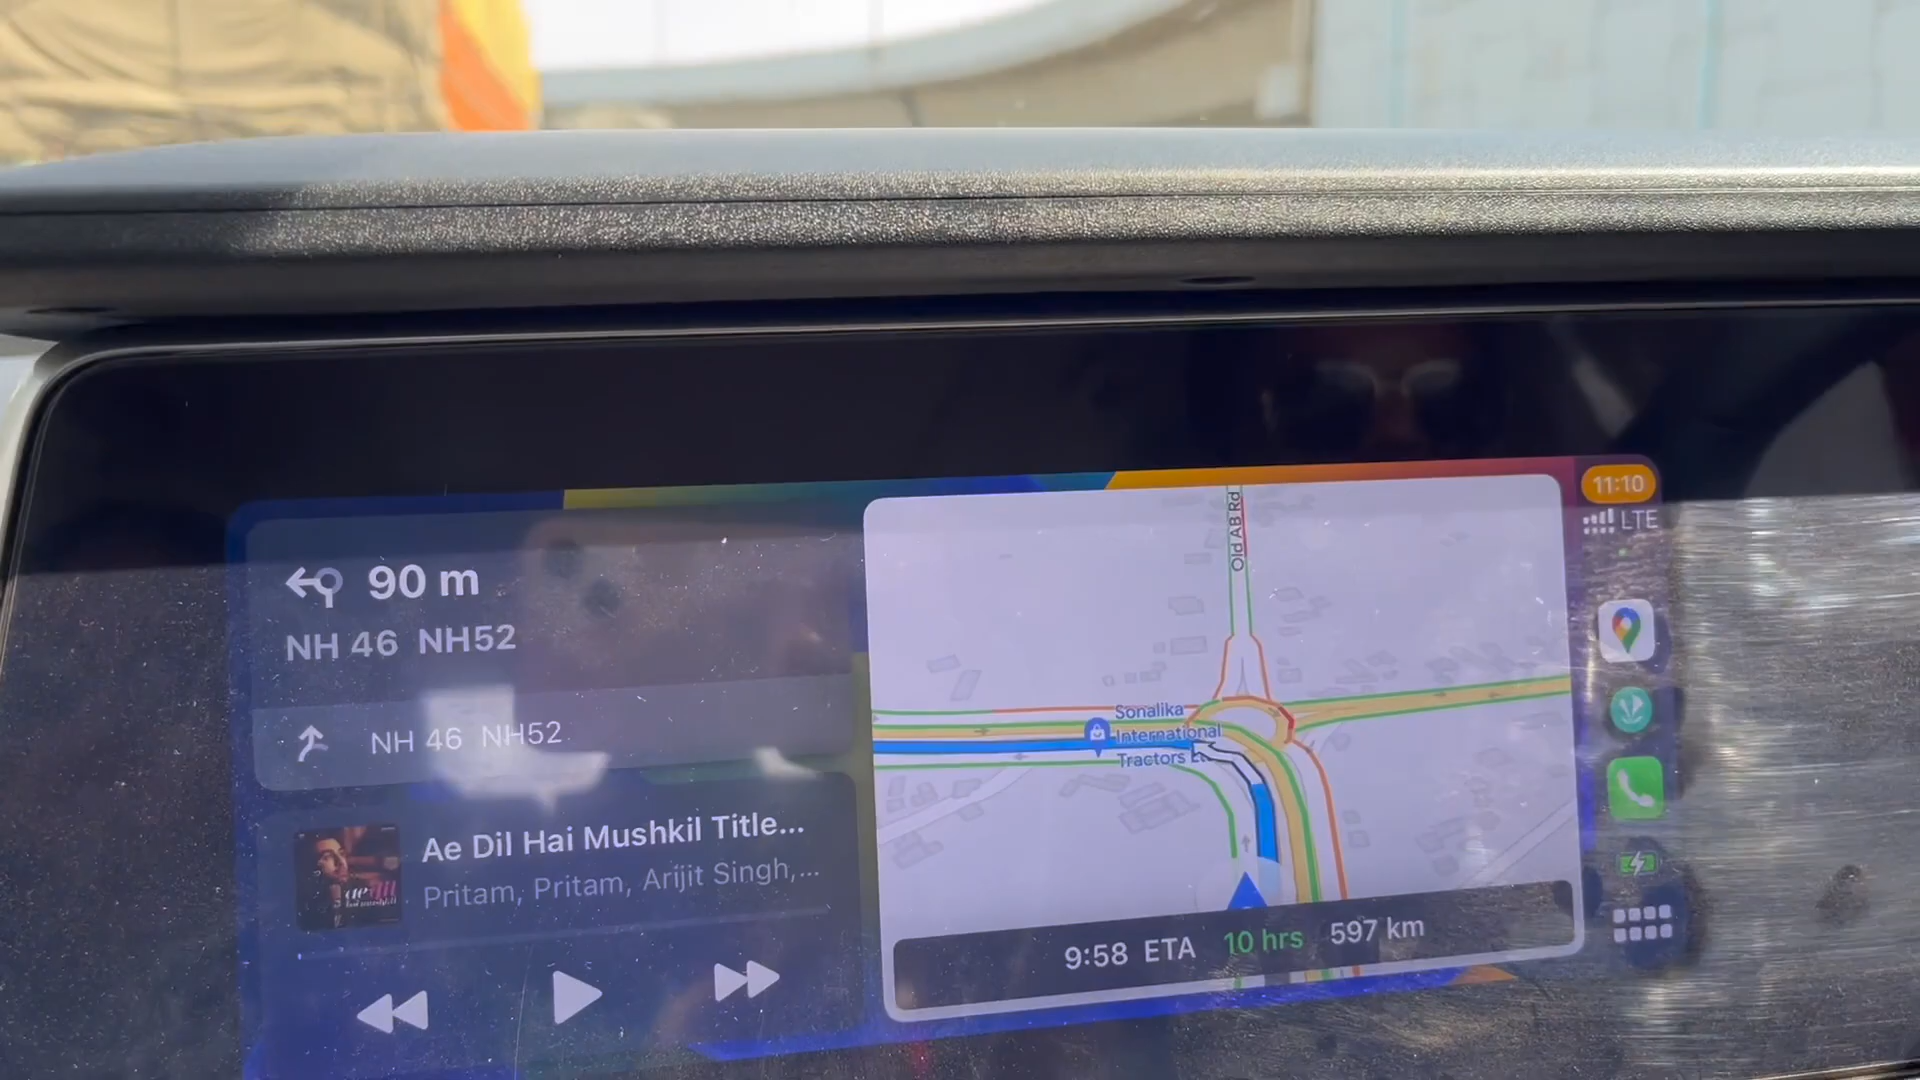 90 m
NH 46 NH52
NH 46 NH52
Ae Dil Hai Mushkil Title...
Pritam, Pritam, Arijit Singh,...
Old AB Rd
Sonalika
International
Tractors
9:58 ETA 10 hrs 597 km
11:10
LTE